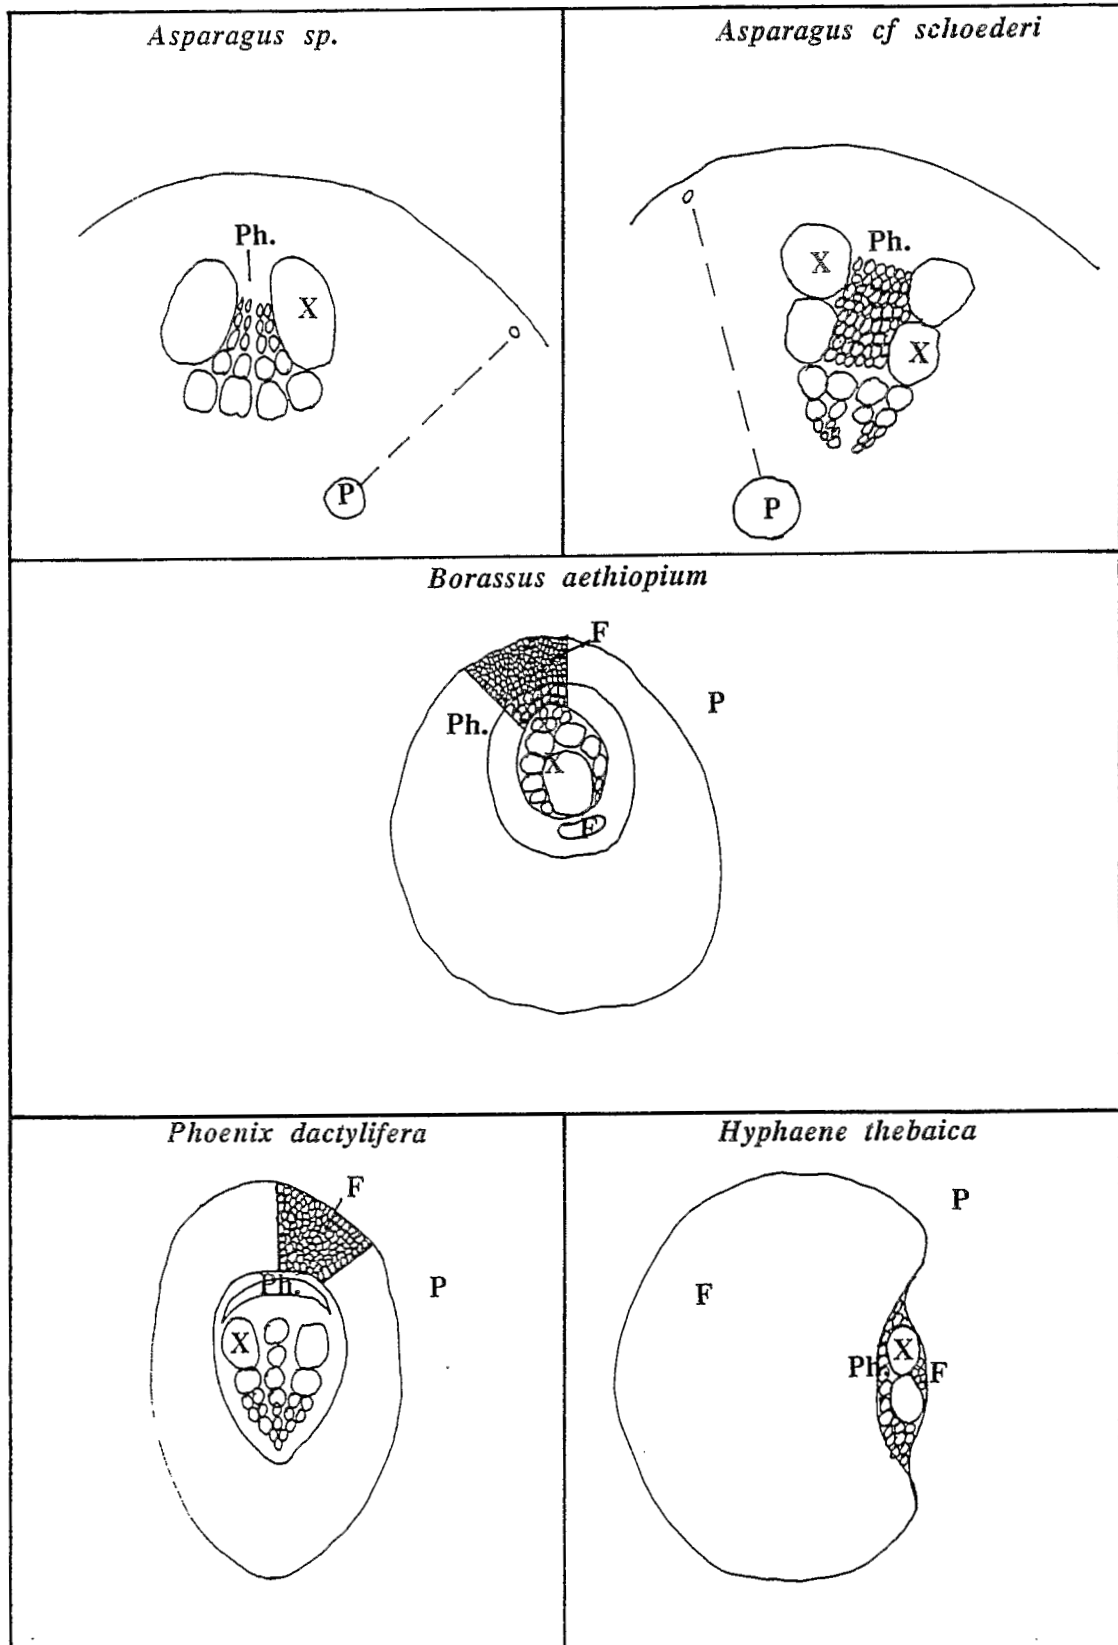 Asparagus sp.
Ph.
X
P
Asparagus cf schoederi
X
Ph.
X
P
Borassus aethiopium
F
P
Ph.
X
F
Phoenix dactylifera
F
Ph.
P
X
Hyphaene thebaica
P
F
X
Ph.
F